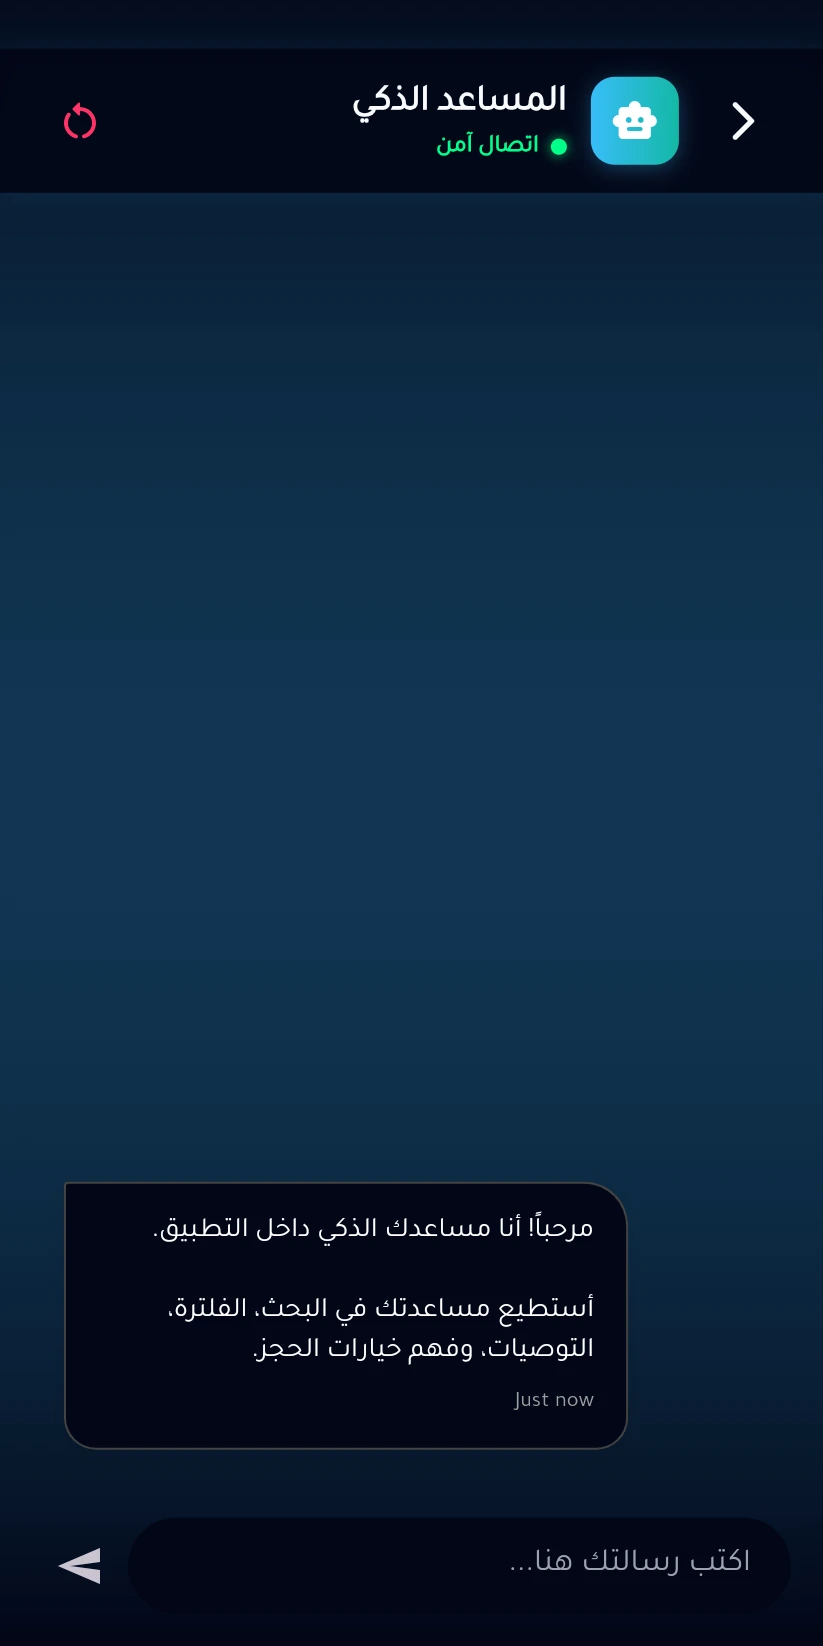 المساعد الذكي
اتصال آمن
مرحباً! أنا مساعدك الذكي داخل التطبيق.
أستطيع مساعدتك في البحث، الفلترة،
التوصيات، وفهم خيارات الحجز.
Just now
اكتب رسالتك هنا...